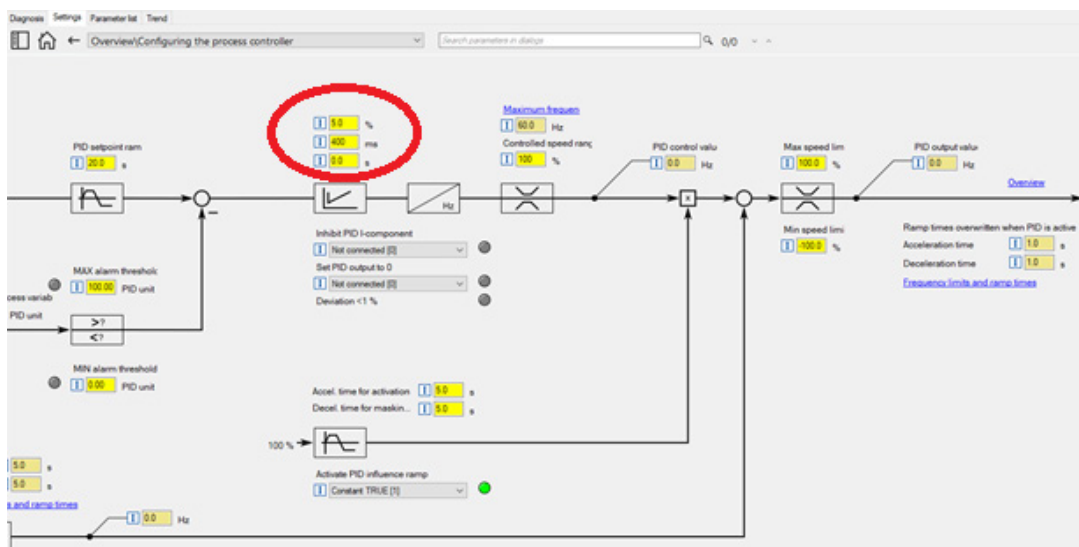 Diagnosis Settings Parameter list Trend
Overview\Configuring the process controller
Search parameters in dialogs
0/0
PID setpoint ram
20.0 s
5.0 %
400 ms
0.0 s
Maximum frequen
60.0 Hz
Controlled speed rang
100 %
PID control valu
0.0 Hz
Max speed lim
100.0 %
PID output value
0.0 Hz
Overview
Hz
x
Min speed limi
-100.0 %
Ramp times overwritten when PID is active
Acceleration time 1.0 s
Deceleration time 1.0 s
Frequency limits and ramp times
Inhibit PID I-component
Not connected [0]
Set PID output to 0
Not connected [0]
Deviation <1 %
MAX alarm threshold
100.00 PID unit
cess variab
PID unit
>?
<?
MIN alarm threshold
0.00 PID unit
Accel. time for activation 5.0 s
Decel. time for maskin... 5.0 s
100 %
Activate PID influence ramp
Constant TRUE [1]
5.0 s
5.0 s
s and ramp times
0.0 Hz